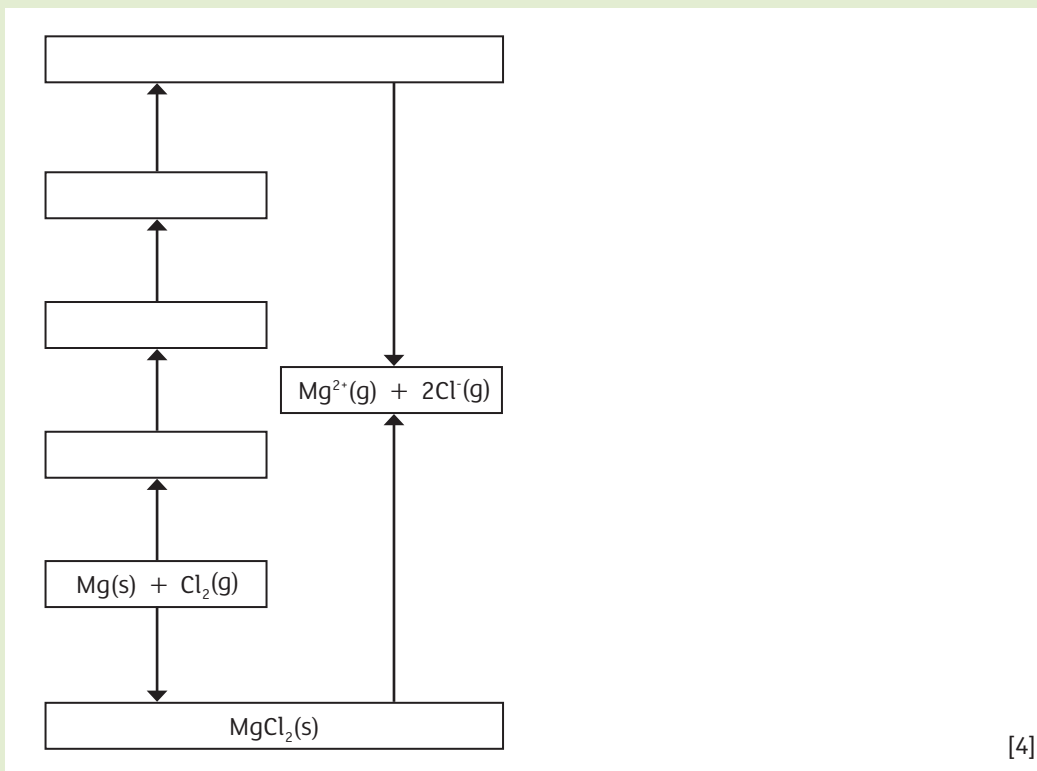 Mg²⁺(g) + 2Cl⁻(g)
Mg(s) + Cl₂(g)
MgCl₂(s)
[4]